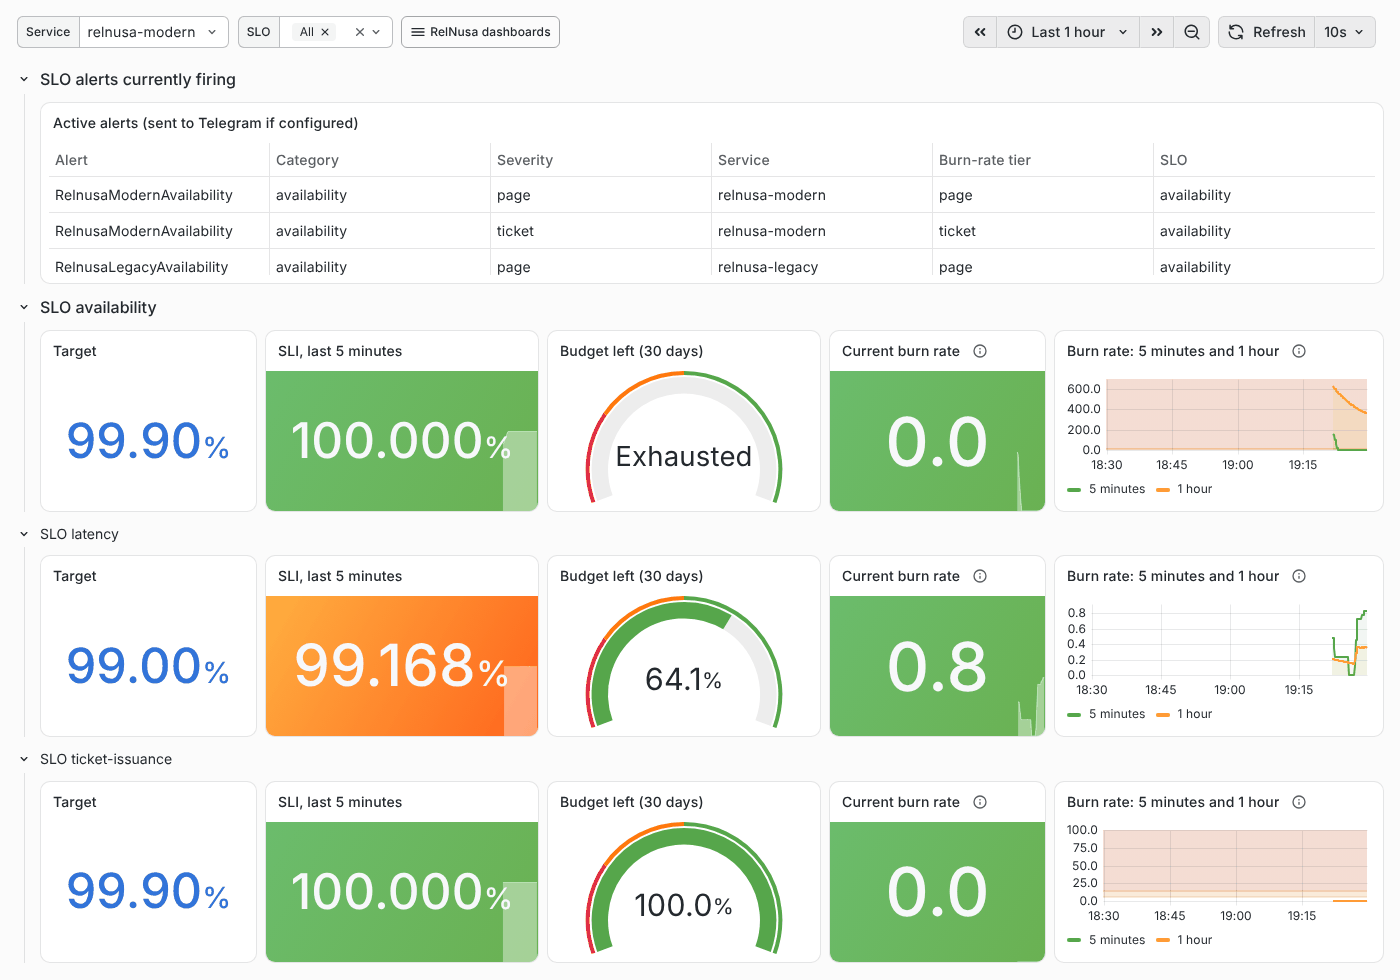 Service relnusa-modern SLO All × × RelNusa dashboards Last 1 hour Refresh 10s
SLO alerts currently firing
Active alerts (sent to Telegram if configured)
Alert Category Severity Service Burn-rate tier SLO
RelnusaModernAvailability availability page relnusa-modern page availability
RelnusaModernAvailability availability ticket relnusa-modern ticket availability
RelnusaLegacyAvailability availability page relnusa-legacy page availability
SLO availability
Target
99.90%
SLI, last 5 minutes
100.000%
Budget left (30 days)
Exhausted
Current burn rate
0.0
Burn rate: 5 minutes and 1 hour
600.0
400.0
200.0
0.0
18:30 18:45 19:00 19:15
5 minutes 1 hour
SLO latency
Target
99.00%
SLI, last 5 minutes
99.168%
Budget left (30 days)
64.1%
Current burn rate
0.8
Burn rate: 5 minutes and 1 hour
0.8
0.6
0.4
0.2
0.0
18:30 18:45 19:00 19:15
5 minutes 1 hour
SLO ticket-issuance
Target
99.90%
SLI, last 5 minutes
100.000%
Budget left (30 days)
100.0%
Current burn rate
0.0
Burn rate: 5 minutes and 1 hour
100.0
75.0
50.0
25.0
0.0
18:30 18:45 19:00 19:15
5 minutes 1 hour